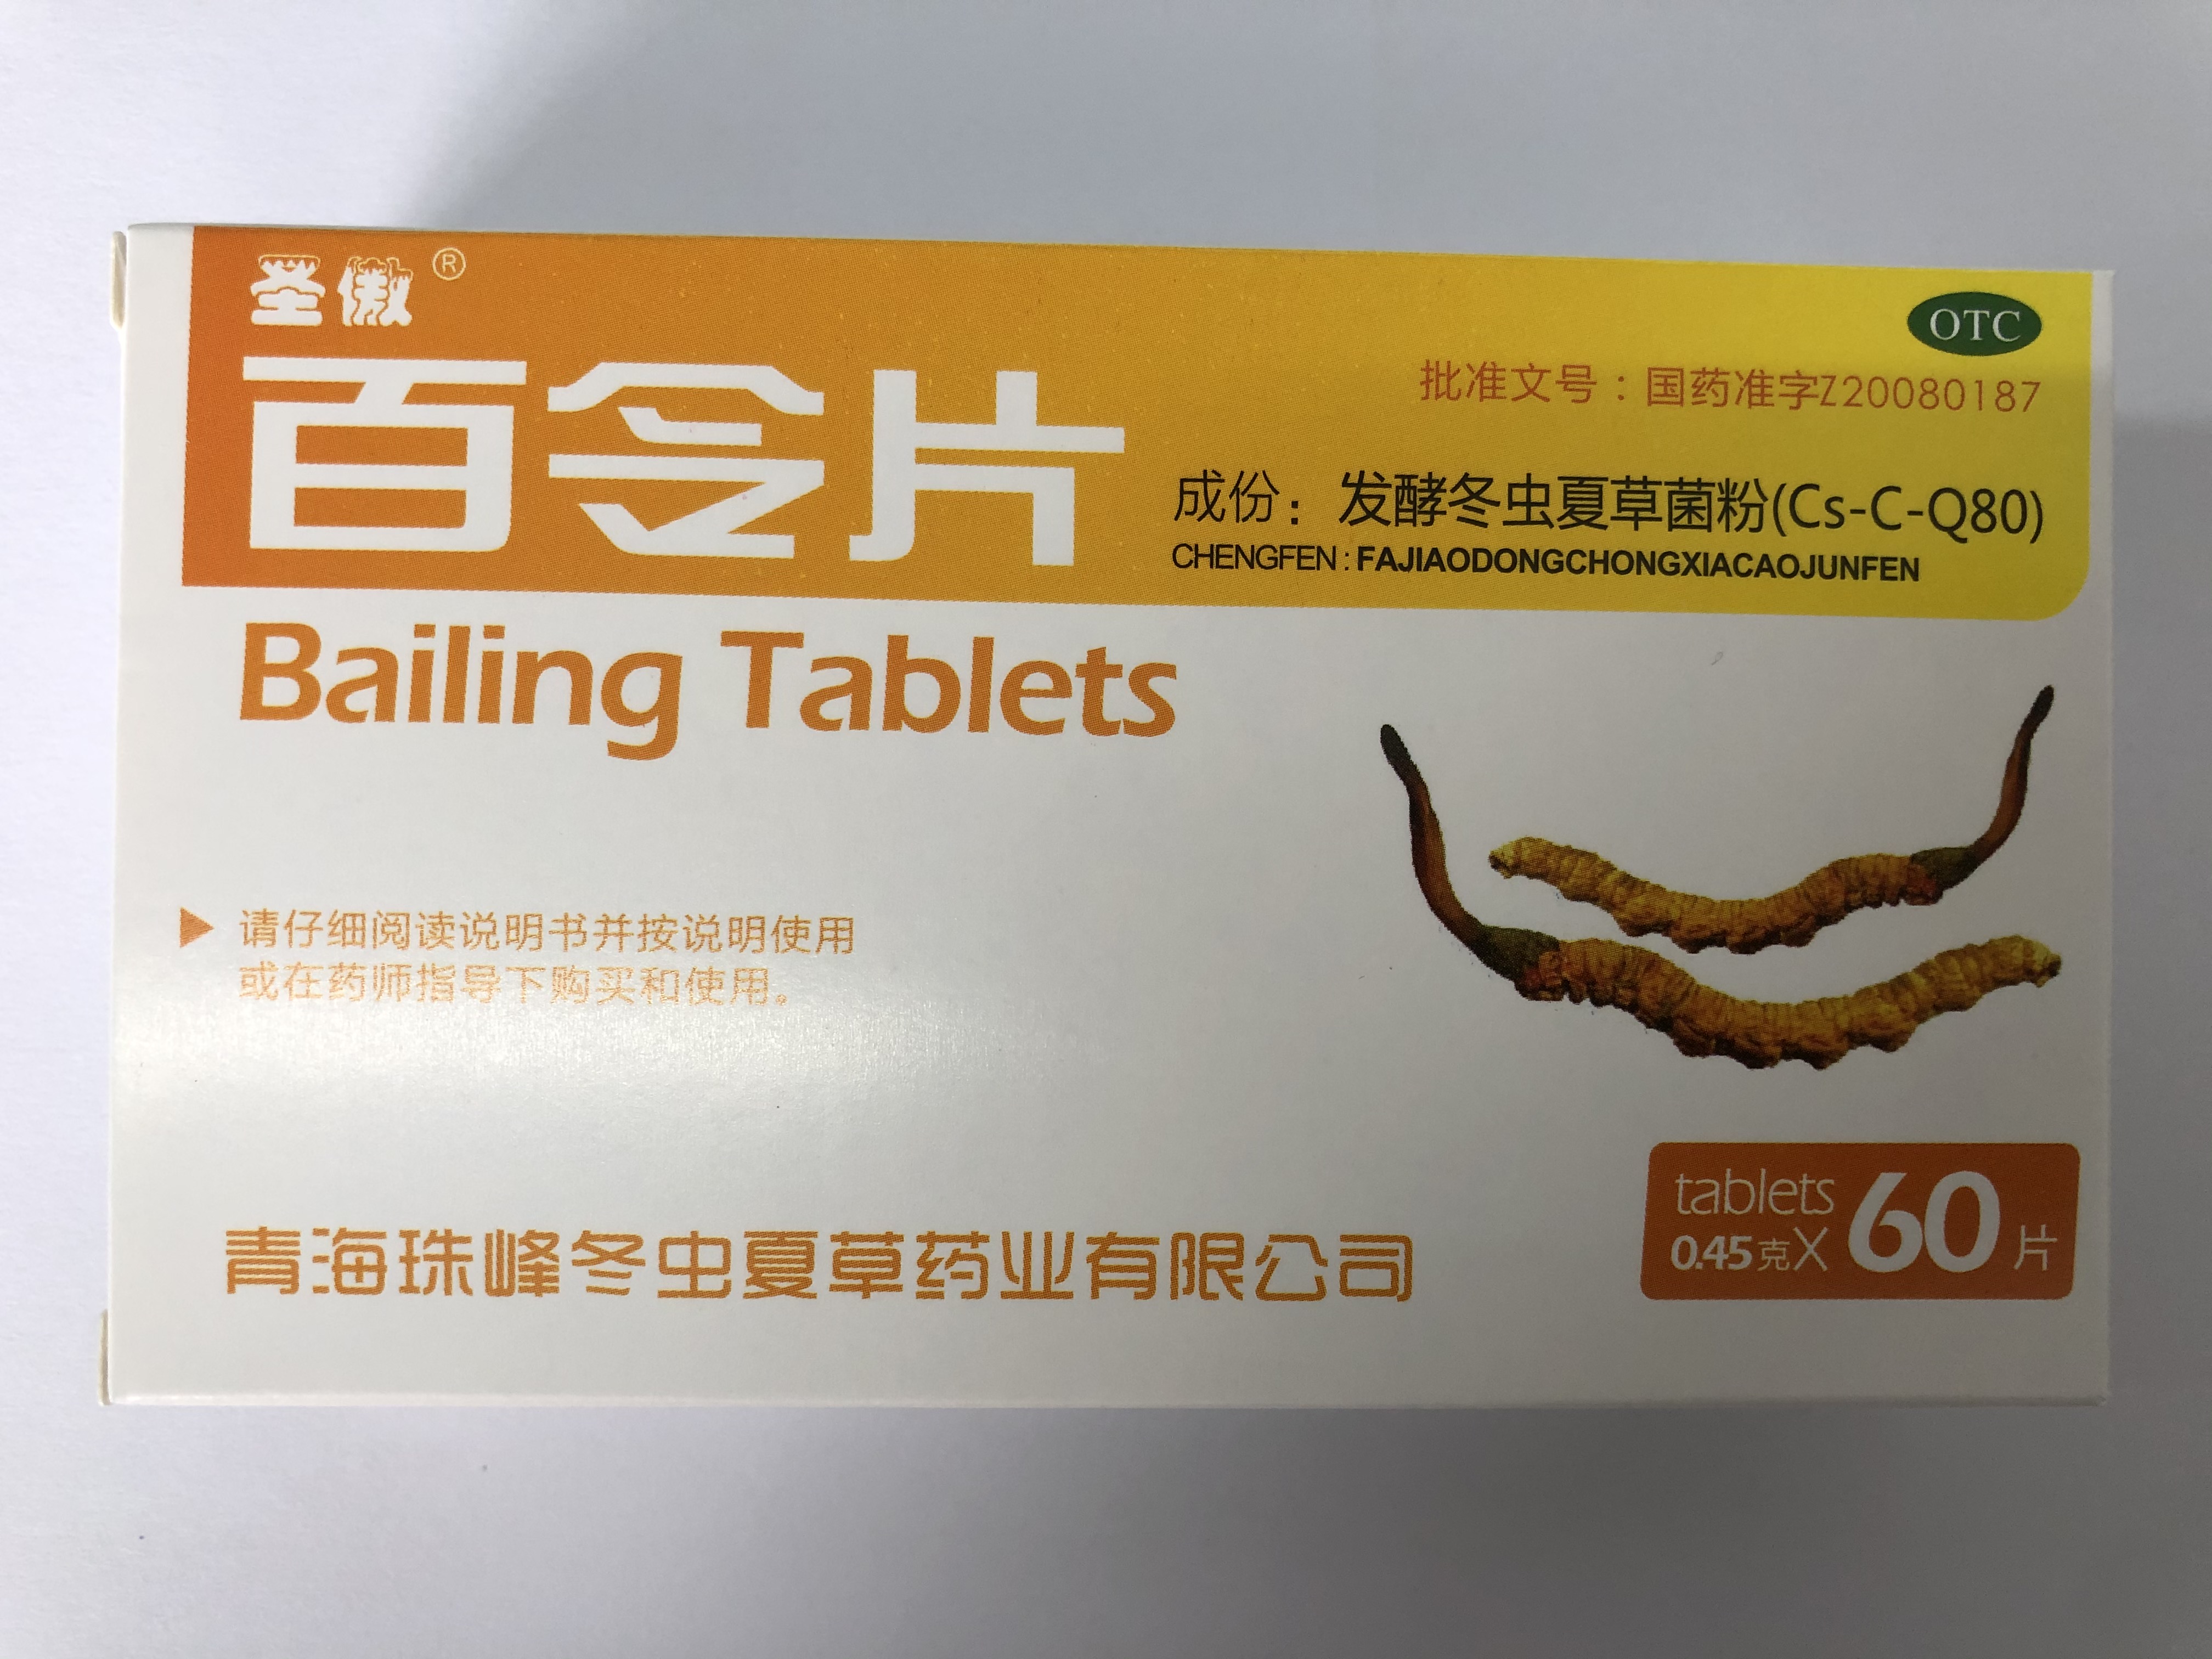 圣傲®
OTC
批准文号：国药准字Z20080187
百令片
成份：发酵冬虫夏草菌粉(Cs-C-Q80)
CHENGFEN：FAJIAODONGCHONGXIACAOJUNFEN
Bailing Tablets
▶ 请仔细阅读说明书并按说明使用
或在药师指导下购买和使用。
tablets
0.45克X60片
青海珠峰冬虫夏草药业有限公司